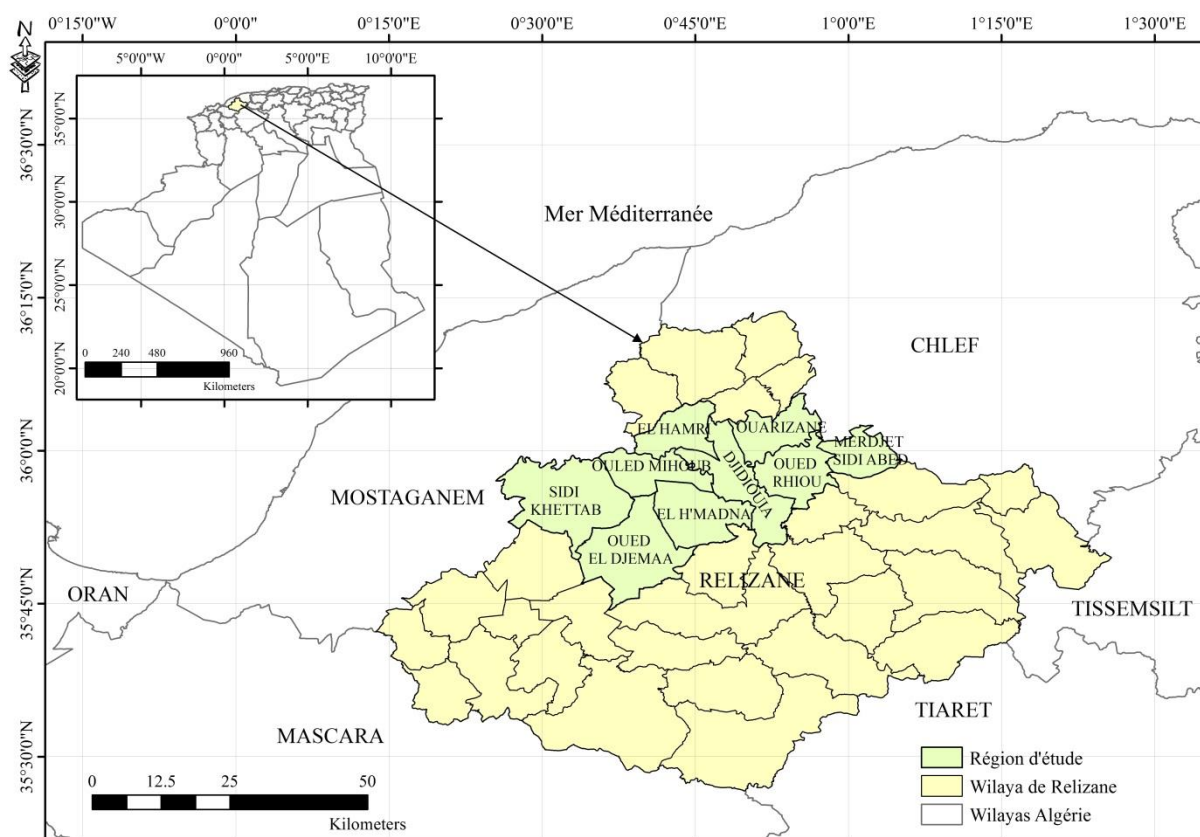 0°15'0"W 0°0'0" 0°15'0"E 0°30'0"E 0°45'0"E 1°0'0"E 1°15'0"E 1°30'0"E
N
5°0'0"W 0°0'0" 5°0'0"E 10°0'0"E
35°0'0"N
30°0'0"N
25°0'0"N
20°0'0"N
0 240 480 960
Kilometers
36°30'0"N
36°15'0"N
36°0'0"N
35°45'0"N
35°30'0"N
Mer Méditerranée
CHLEF
EL HAMRI
OUARIZANE
MERDJET
SIDI ABED
OULED MIHOUB
DJIDIOUIA
OUED
RHIOU
MOSTAGANEM
SIDI
KHETTAB
EL H'MADNA
OUED
EL DJEMAA
RELIZANE
ORAN
TISSEMSILT
MASCARA
TIARET
0 12.5 25 50
Kilometers
Région d'étude
Wilaya de Relizane
Wilayas Algérie